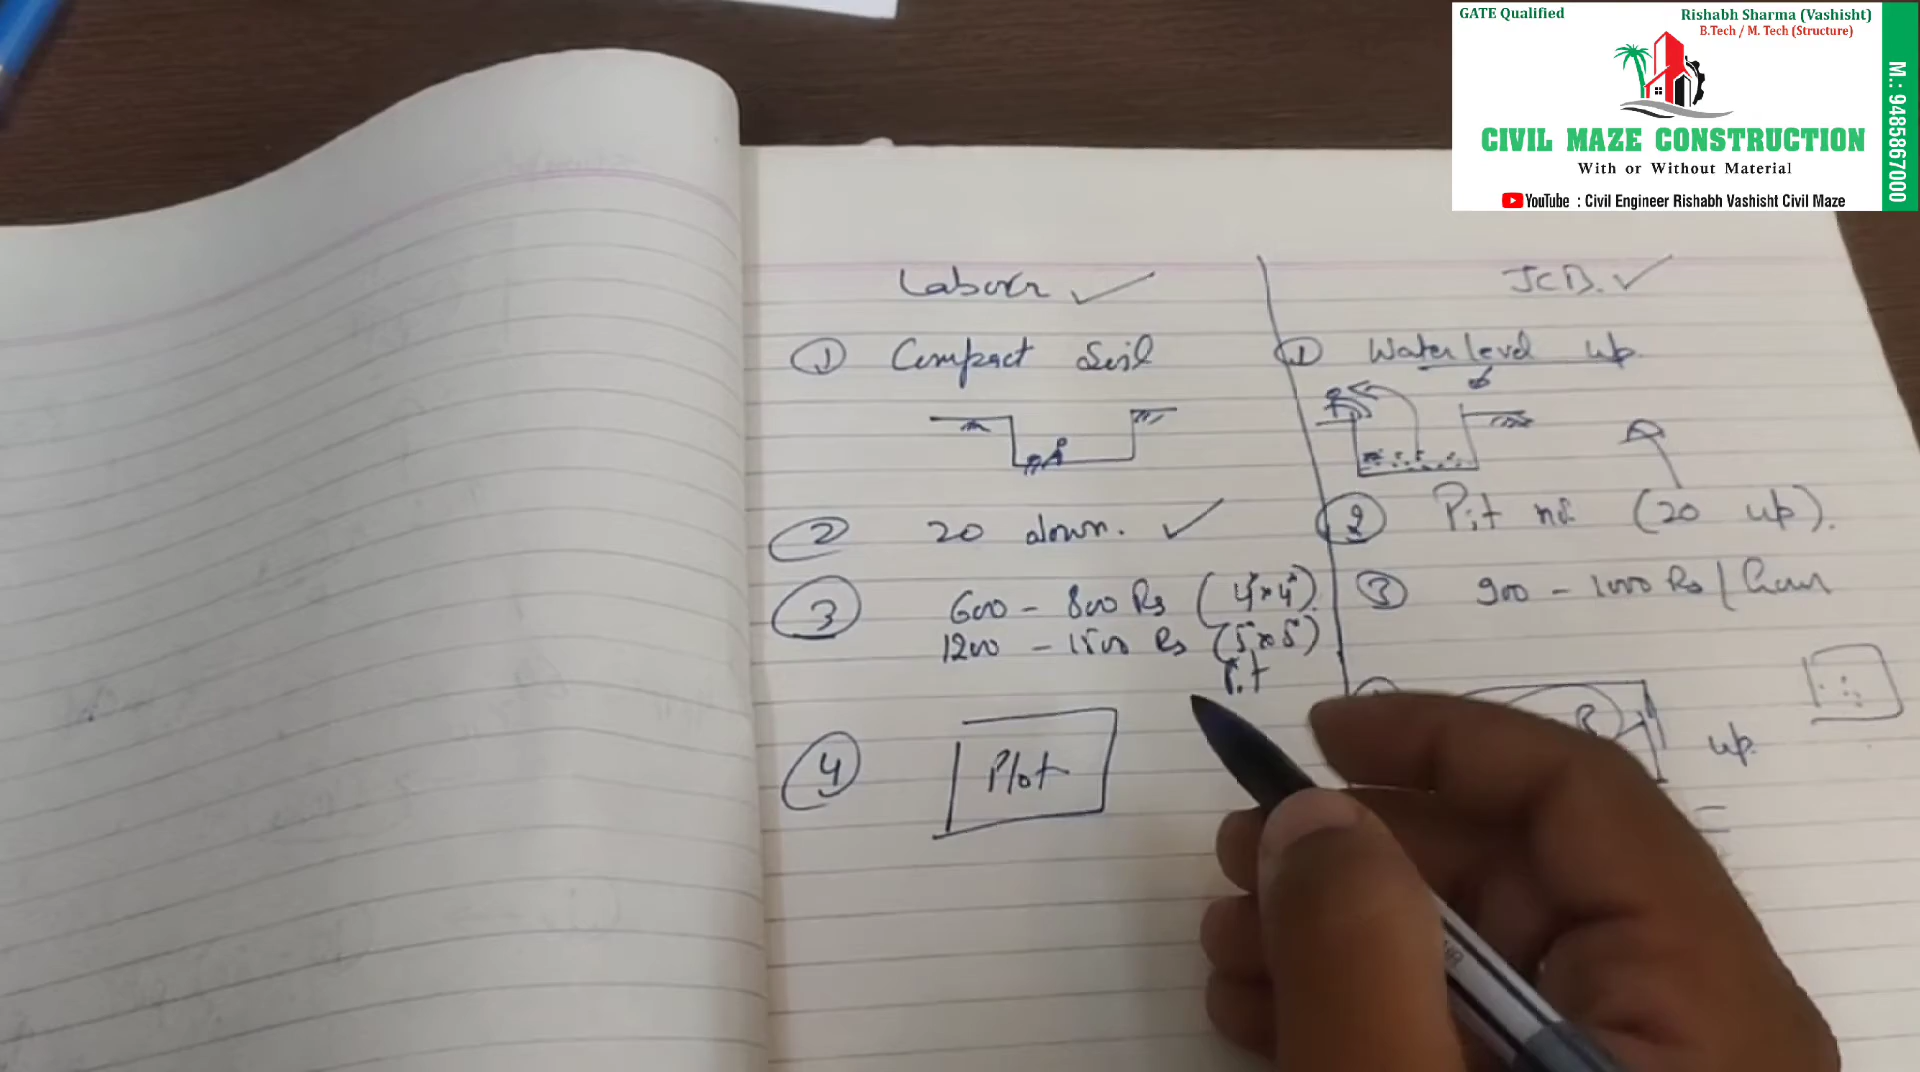 GATE Qualified
Rishabh Sharma (Vashisht)
B.Tech / M. Tech (Structure)
CIVIL MAZE CONSTRUCTION
With or Without Material
YouTube : Civil Engineer Rishabh Vashisht Civil Maze
M.: 9485867000
Labour
① Compact Soil
② 20 down.
③ 600 - 800 Rs (4'x4')
1200 - 1500 Rs (5'x5')
Pit
④ Plot
JCB.
① Water level up
② Pit no. (20 up).
③ 900 - 1000 Rs / hour
up